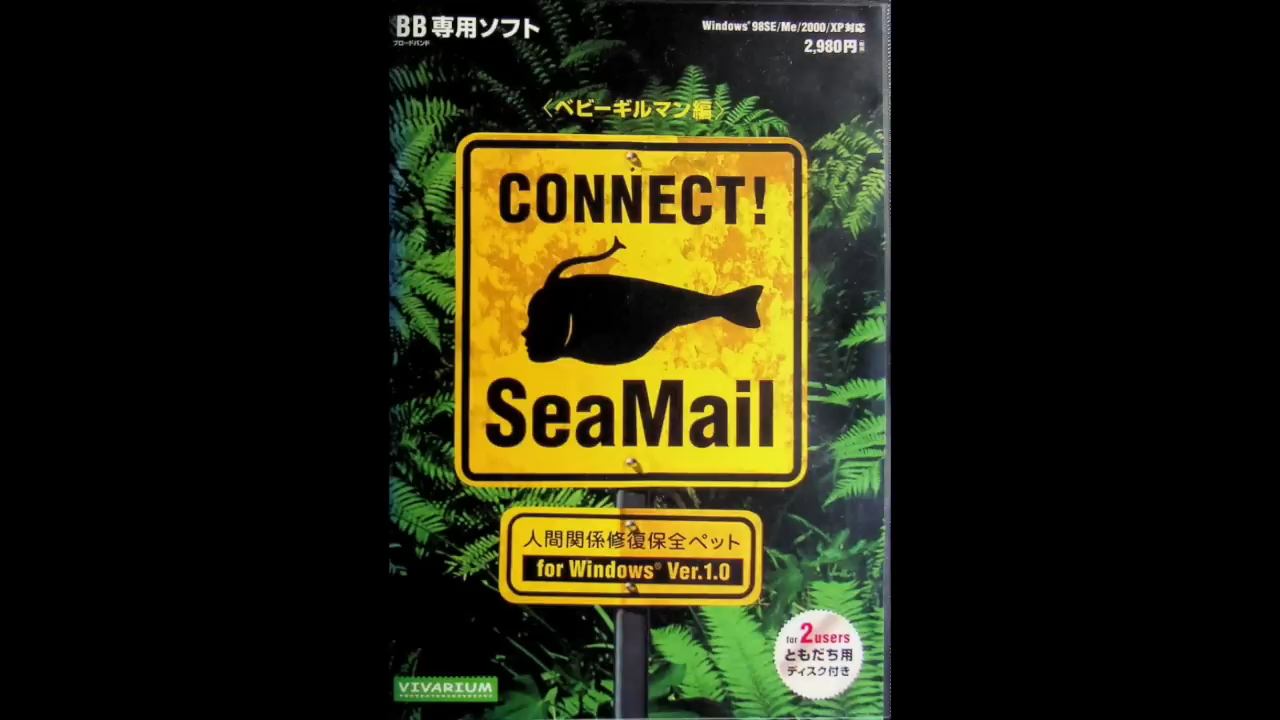 BB専用ソフト
ブロードバンド
Windows® 98SE/Me/2000/XP対応
2,980円
〈ベビーギルマン編〉
CONNECT!
SeaMail
人間関係修復保全ペット
for Windows® Ver.1.0
for 2users
ともだち用
ディスク付き
VIVARIUM